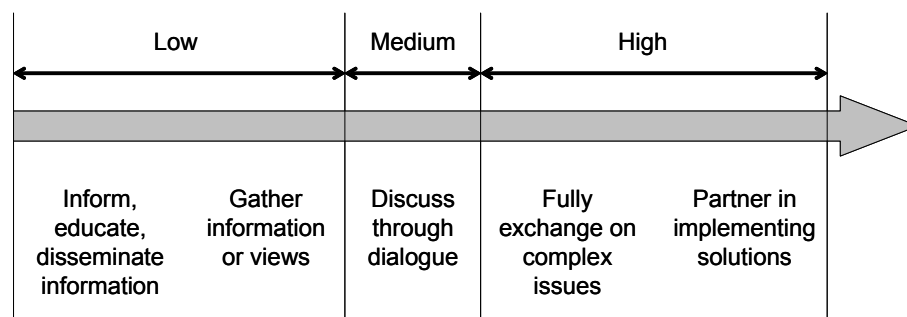 Low
Medium
High
Inform,
educate,
disseminate
information
Gather
information
or views
Discuss
through
dialogue
Fully
exchange on
complex
issues
Partner in
implementing
solutions